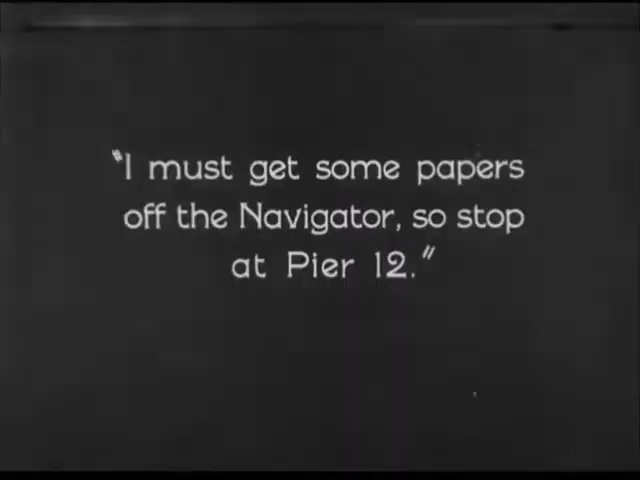 "I must get some papers
off the Navigator, so stop
at Pier 12."